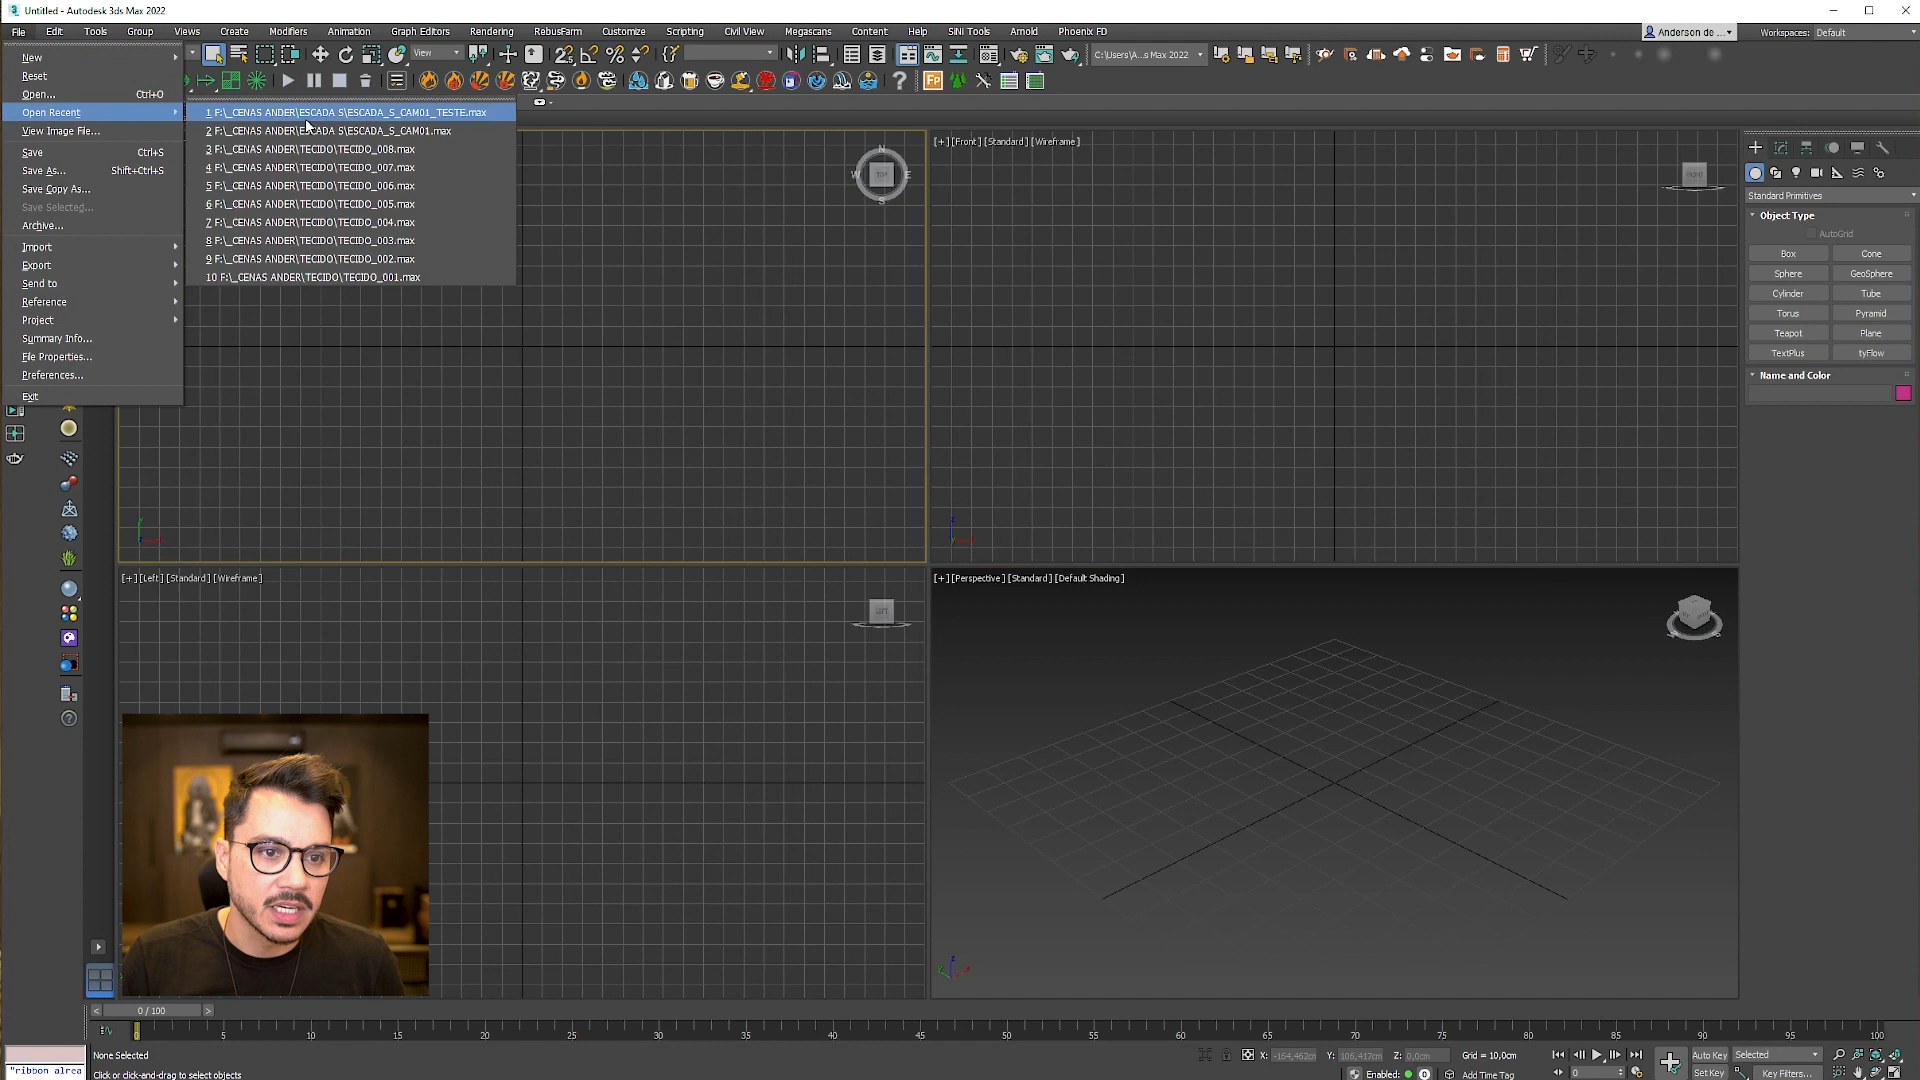 Untitled - Autodesk 3ds Max 2022
File Edit Tools Group Views Create Modifiers Animation Graph Editors Rendering RebusFarm Customize Scripting Civil View Megascans Content Help SiNi Tools Arnold Phoenix FD
Anderson de ...
Workspaces: Default
View
C:\Users\A...s Max 2022
New
Reset
Open... Ctrl+O
Open Recent
View Image File...
Save Ctrl+S
Save As... Shift+Ctrl+S
Save Copy As...
Save Selected...
Archive...
Import
Export
Send to
Reference
Project
Summary Info...
File Properties...
Preferences...
Exit
1 F:\_CENAS ANDER\ESCADA S\ESCADA_S_CAM01_TESTE.max
2 F:\_CENAS ANDER\ESCADA S\ESCADA_S_CAM01.max
3 F:\_CENAS ANDER\TECIDO\TECIDO_008.max
4 F:\_CENAS ANDER\TECIDO\TECIDO_007.max
5 F:\_CENAS ANDER\TECIDO\TECIDO_006.max
6 F:\_CENAS ANDER\TECIDO\TECIDO_005.max
7 F:\_CENAS ANDER\TECIDO\TECIDO_004.max
8 F:\_CENAS ANDER\TECIDO\TECIDO_003.max
9 F:\_CENAS ANDER\TECIDO\TECIDO_002.max
10 F:\_CENAS ANDER\TECIDO\TECIDO_001.max
N
W TOP E
S
[+] [Front] [Standard] [Wireframe]
FRONT
[+] [Left] [Standard] [Wireframe]
LEFT
[+] [Perspective] [Standard] [Default Shading]
Standard Primitives
Object Type
AutoGrid
Box Cone
Sphere GeoSphere
Cylinder Tube
Torus Pyramid
Teapot Plane
TextPlus tyFlow
Name and Color
0 / 100
0 5 10 15 20 25 30 35 40 45 50 55 60 65 70 75 80 85 90 95 100
None Selected
X: -164,462cm Y: 106,417cm Z: 0,0cm Grid = 10,0cm
Auto Key Selected
"ribbon alrea
Click or click-and-drag to select objects
Enabled: 0 Add Time Tag
0
Set Key Key Filters...